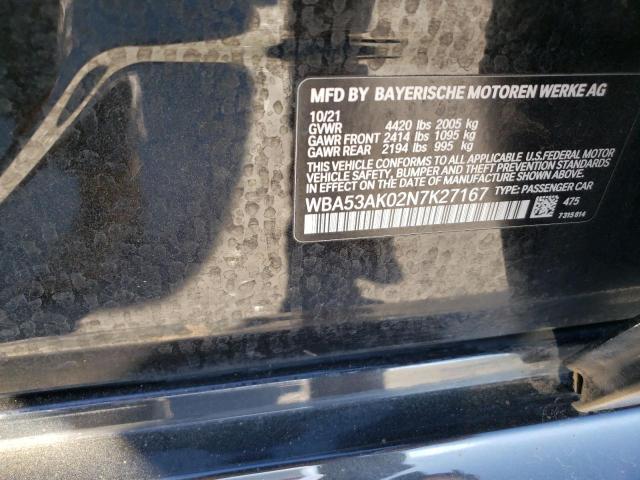 MFD BY BAYERISCHE MOTOREN WERKE AG
10/21
GVWR 4420 lbs 2005 kg
GAWR FRONT 2414 lbs 1095 kg
GAWR REAR 2194 lbs 995 kg
THIS VEHICLE CONFORMS TO ALL APPLICABLE U.S.FEDERAL MOTOR
VEHICLE SAFETY, BUMPER, AND THEFT PREVENTION STANDARDS
IN EFFECT ON THE DATE OF MANUFACTURE SHOWN ABOVE.
WBA53AK02N7K27167 TYPE: PASSENGER CAR
475
7315814